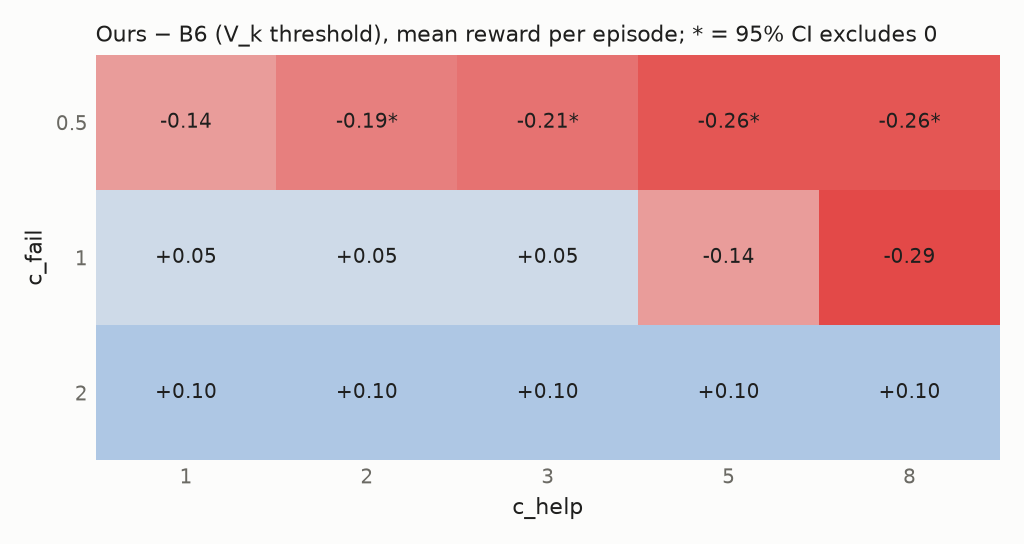 Ours − B6 (V_k threshold), mean reward per episode; * = 95% CI excludes 0
0.5 -0.14 -0.19* -0.21* -0.26* -0.26*
c_fail
1 +0.05 +0.05 +0.05 -0.14 -0.29
2 +0.10 +0.10 +0.10 +0.10 +0.10
1 2 3 5 8
c_help